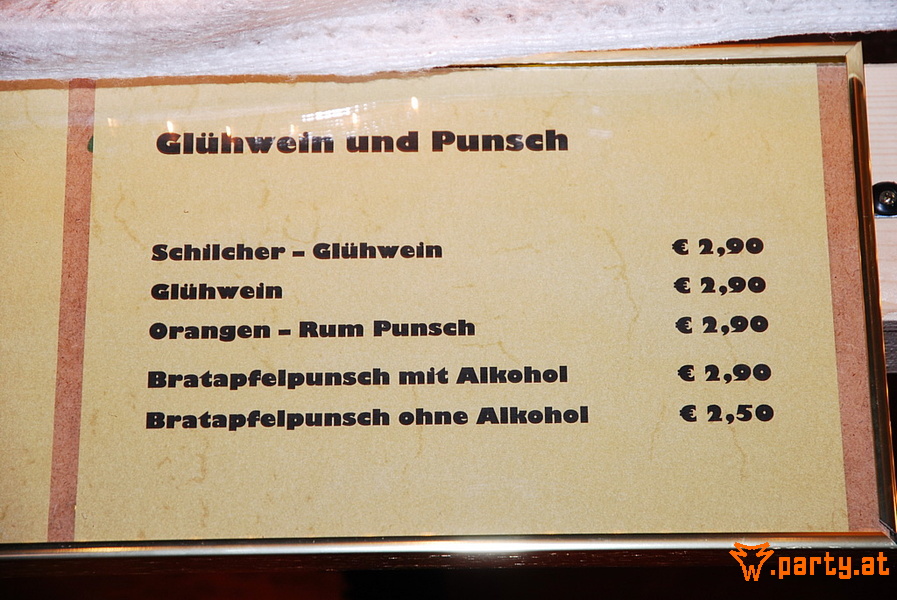 Glühwein und Punsch
Schilcher – Glühwein € 2,90
Glühwein € 2,90
Orangen – Rum Punsch € 2,90
Bratapfelpunsch mit Alkohol € 2,90
Bratapfelpunsch ohne Alkohol € 2,50
.party.at